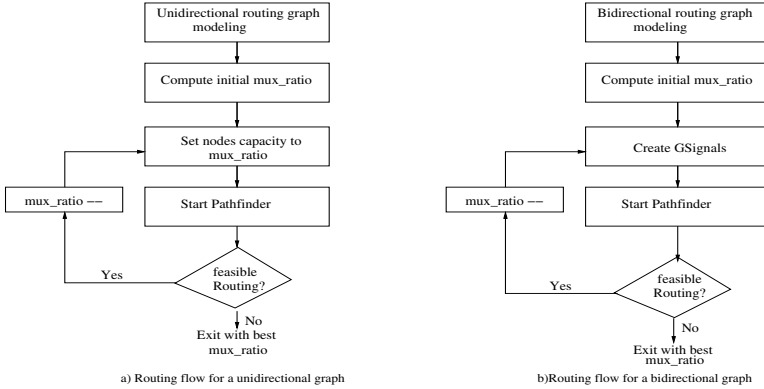 Unidirectional routing graph
modeling
Compute initial mux_ratio
Set nodes capacity to
mux_ratio
mux_ratio −−
Start Pathfinder
feasible
Routing?
Yes
No
Exit with best
mux_ratio
a) Routing flow for a unidirectional graph
Bidirectional routing graph
modeling
Compute initial mux_ratio
Create GSignals
mux_ratio −−
Start Pathfinder
feasible
Routing?
Yes
No
Exit with best
mux_ratio
b)Routing flow for a bidirectional graph